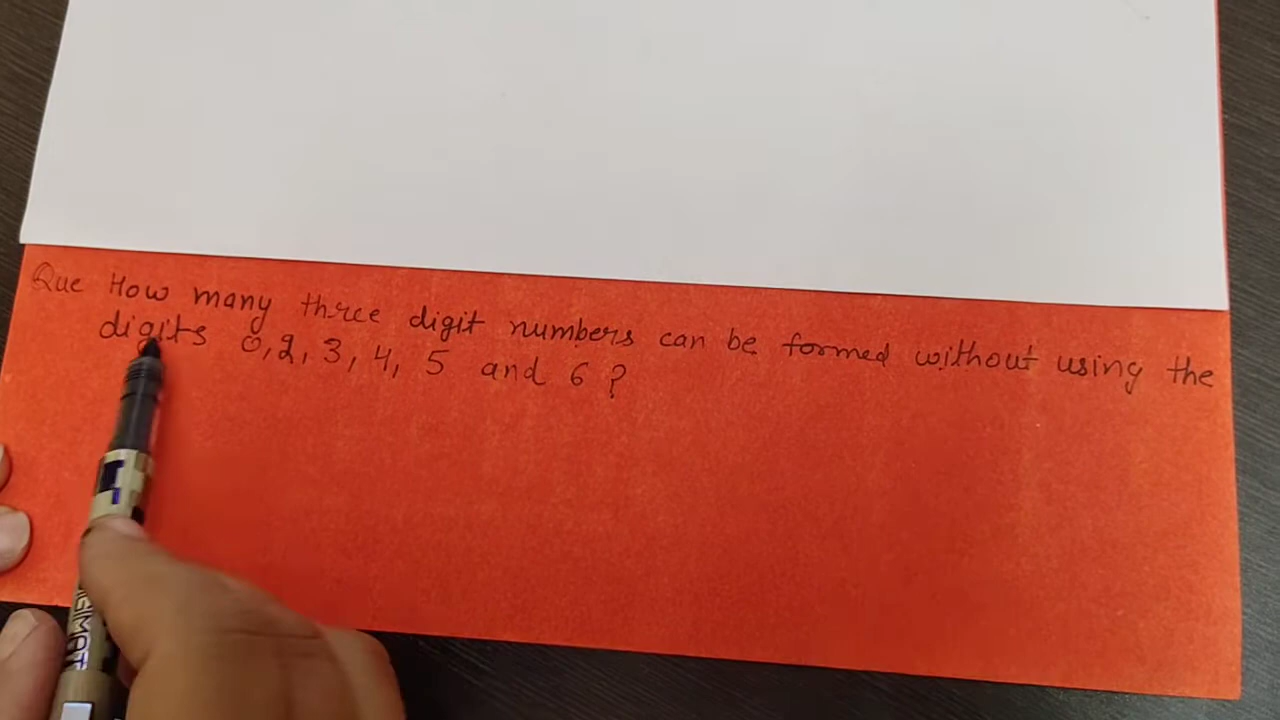 Que How many three digit numbers can be formed without using the
digits 0, 2, 3, 4, 5 and 6 ?